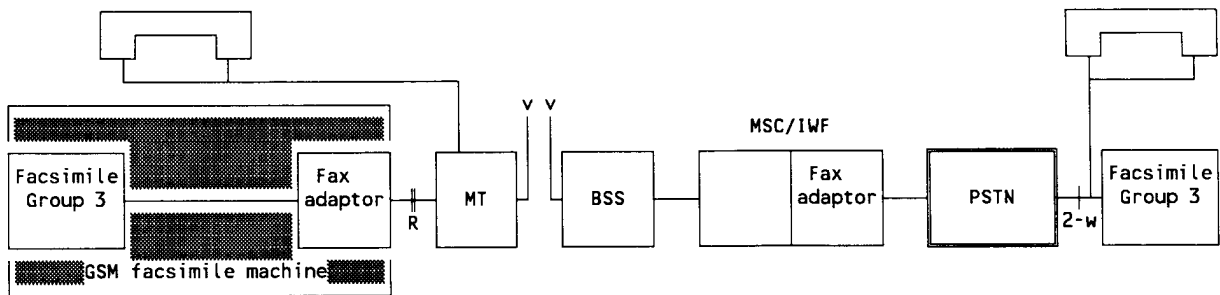 v v
MSC/IWF
Facsimile
Group 3
Fax
adaptor
R
MT
BSS
Fax
adaptor
PSTN
2-w
Facsimile
Group 3
GSM facsimile machine